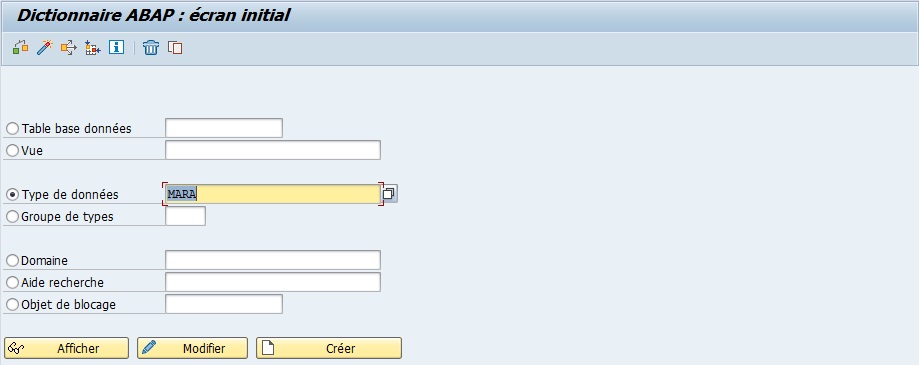 Dictionnaire ABAP : écran initial
Table base données
Vue
Type de données MARA
Groupe de types
Domaine
Aide recherche
Objet de blocage
Afficher Modifier Créer